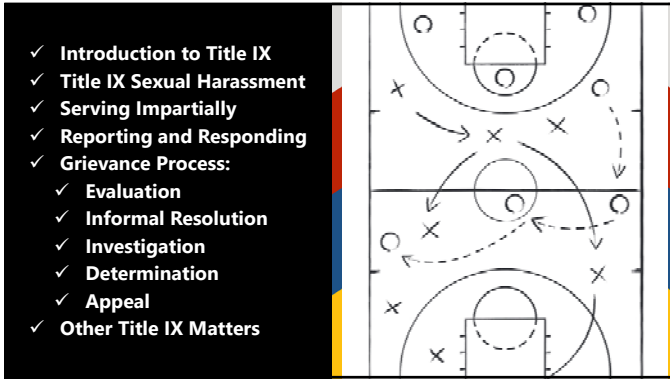 ✓ Introduction to Title IX
✓ Title IX Sexual Harassment
✓ Serving Impartially
✓ Reporting and Responding
✓ Grievance Process:
✓ Evaluation
✓ Informal Resolution
✓ Investigation
✓ Determination
✓ Appeal
✓ Other Title IX Matters